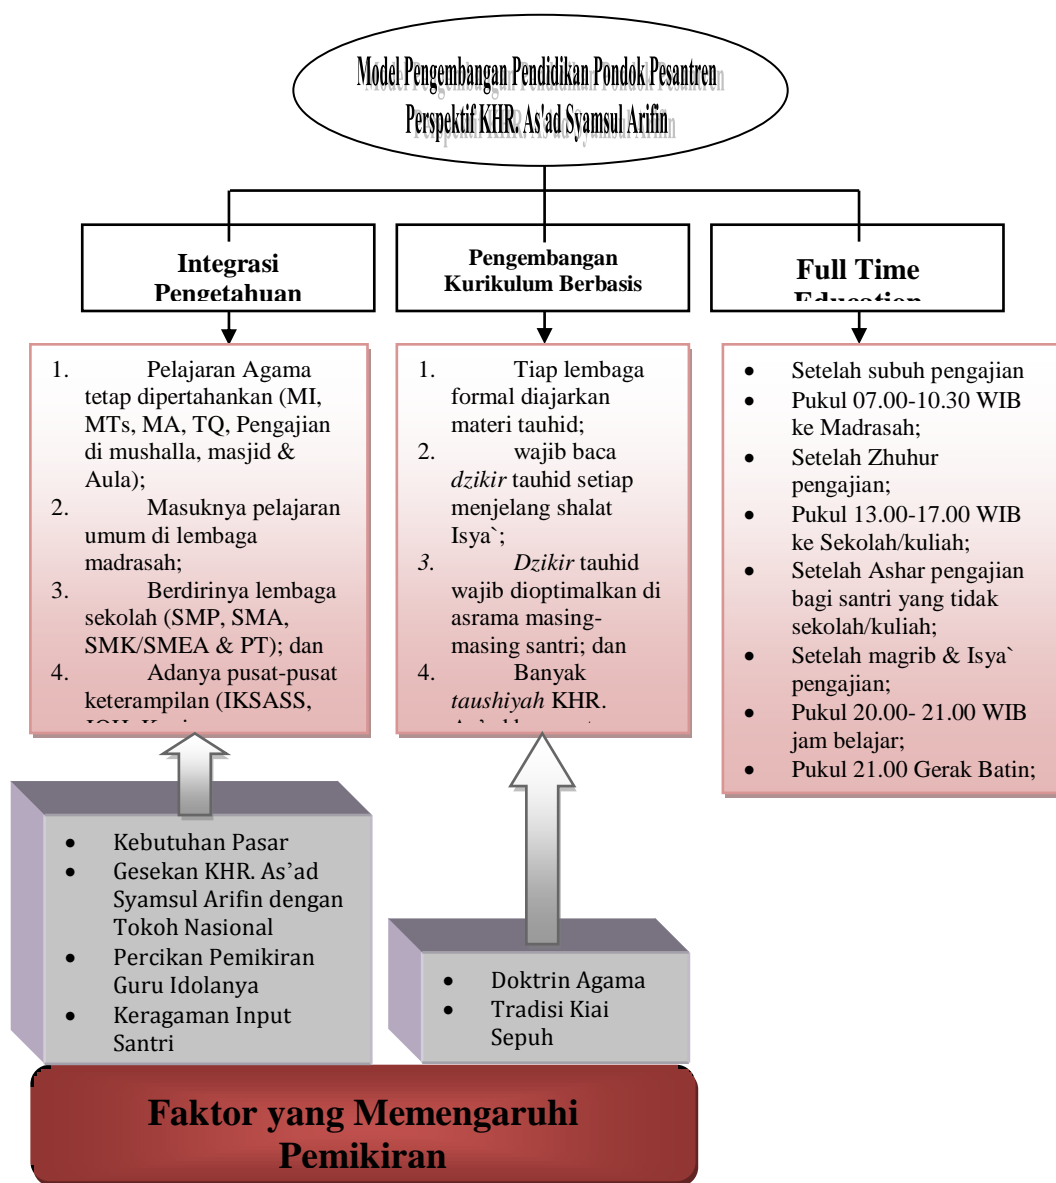 Model Pengembangan Pendidikan Pondok Pesantren
Perspektif KHR. As'ad Syamsul Arifin
Integrasi
Pengetahuan
Pengembangan
Kurikulum Berbasis
Full Time
Education
1. Pelajaran Agama
tetap dipertahankan (MI,
MTs, MA, TQ, Pengajian
di mushalla, masjid &
Aula);
2. Masuknya pelajaran
umum di lembaga
madrasah;
3. Berdirinya lembaga
sekolah (SMP, SMA,
SMK/SMEA & PT); dan
4. Adanya pusat-pusat
keterampilan (IKSASS,
1. Tiap lembaga
formal diajarkan
materi tauhid;
2. wajib baca
dzikir tauhid setiap
menjelang shalat
Isya`;
3. Dzikir tauhid
wajib dioptimalkan di
asrama masing-
masing santri; dan
4. Banyak
taushiyah KHR.
• Setelah subuh pengajian
• Pukul 07.00-10.30 WIB
ke Madrasah;
• Setelah Zhuhur
pengajian;
• Pukul 13.00-17.00 WIB
ke Sekolah/kuliah;
• Setelah Ashar pengajian
bagi santri yang tidak
sekolah/kuliah;
• Setelah magrib & Isya`
pengajian;
• Pukul 20.00- 21.00 WIB
jam belajar;
• Pukul 21.00 Gerak Batin;
• Kebutuhan Pasar
• Gesekan KHR. As’ad
Syamsul Arifin dengan
Tokoh Nasional
• Percikan Pemikiran
Guru Idolanya
• Keragaman Input
Santri
• Doktrin Agama
• Tradisi Kiai
Sepuh
Faktor yang Memengaruhi
Pemikiran